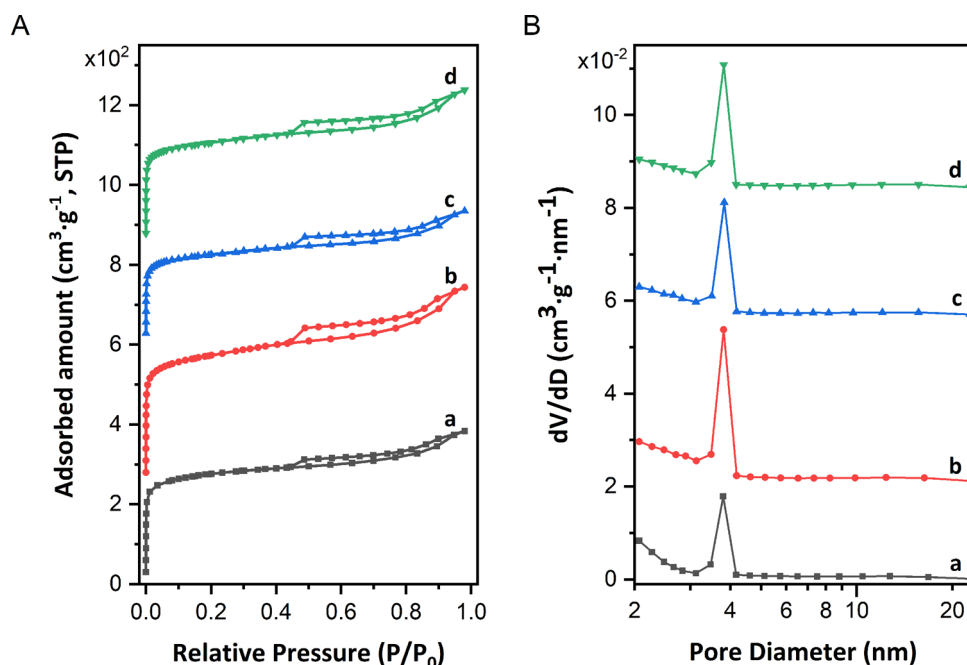 A
×10²
Adsorbed amount (cm³·g⁻¹, STP)
12
10
8
6
4
2
0
d
c
b
a
0.0 0.2 0.4 0.6 0.8 1.0
Relative Pressure (P/P₀)
B
×10⁻²
dV/dD (cm³·g⁻¹·nm⁻¹)
10
8
6
4
2
0
d
c
b
a
2 4 6 8 10 20
Pore Diameter (nm)